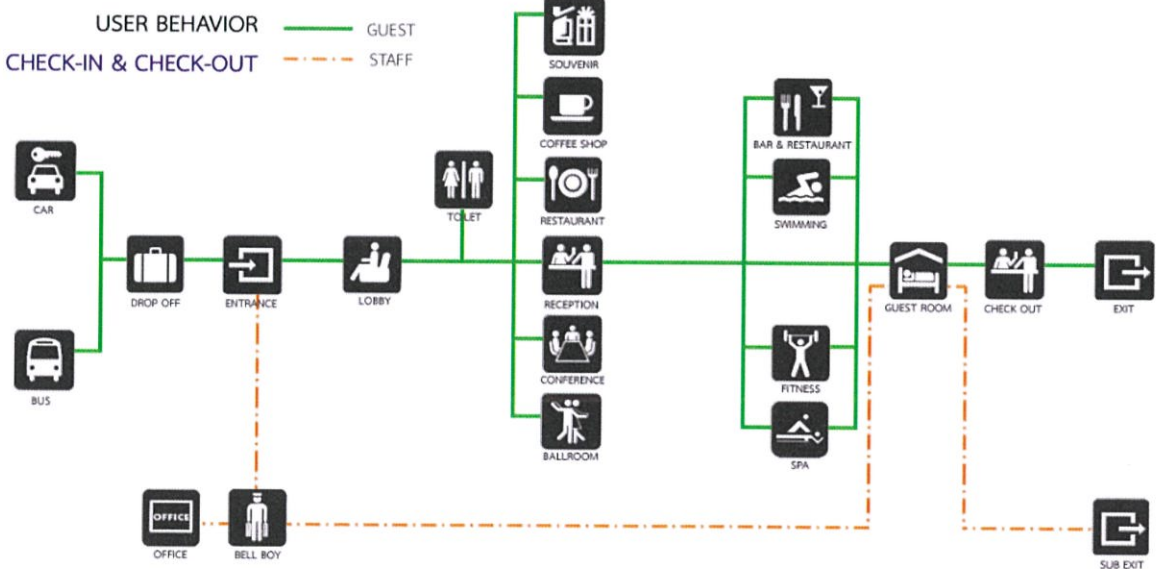 USER BEHAVIOR
CHECK-IN & CHECK-OUT
GUEST
STAFF
SOUVENIR
COFFEE SHOP
RESTAURANT
RECEPTION
CONFERENCE
BALLROOM
CAR
BUS
DROP OFF
ENTRANCE
LOBBY
TOILET
BAR & RESTAURANT
SWIMMING
FITNESS
SPA
GUEST ROOM
CHECK OUT
EXIT
OFFICE
OFFICE
BELL BOY
SUB EXIT